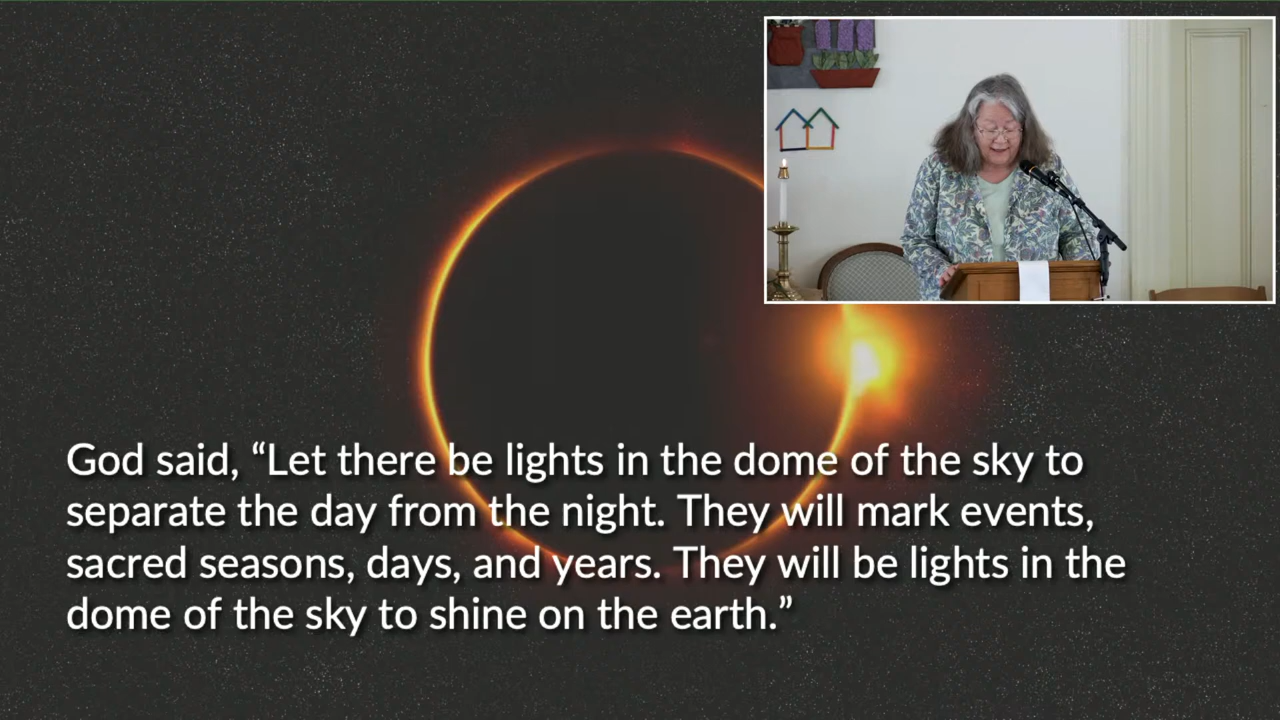 God said, “Let there be lights in the dome of the sky to
separate the day from the night. They will mark events,
sacred seasons, days, and years. They will be lights in the
dome of the sky to shine on the earth.”